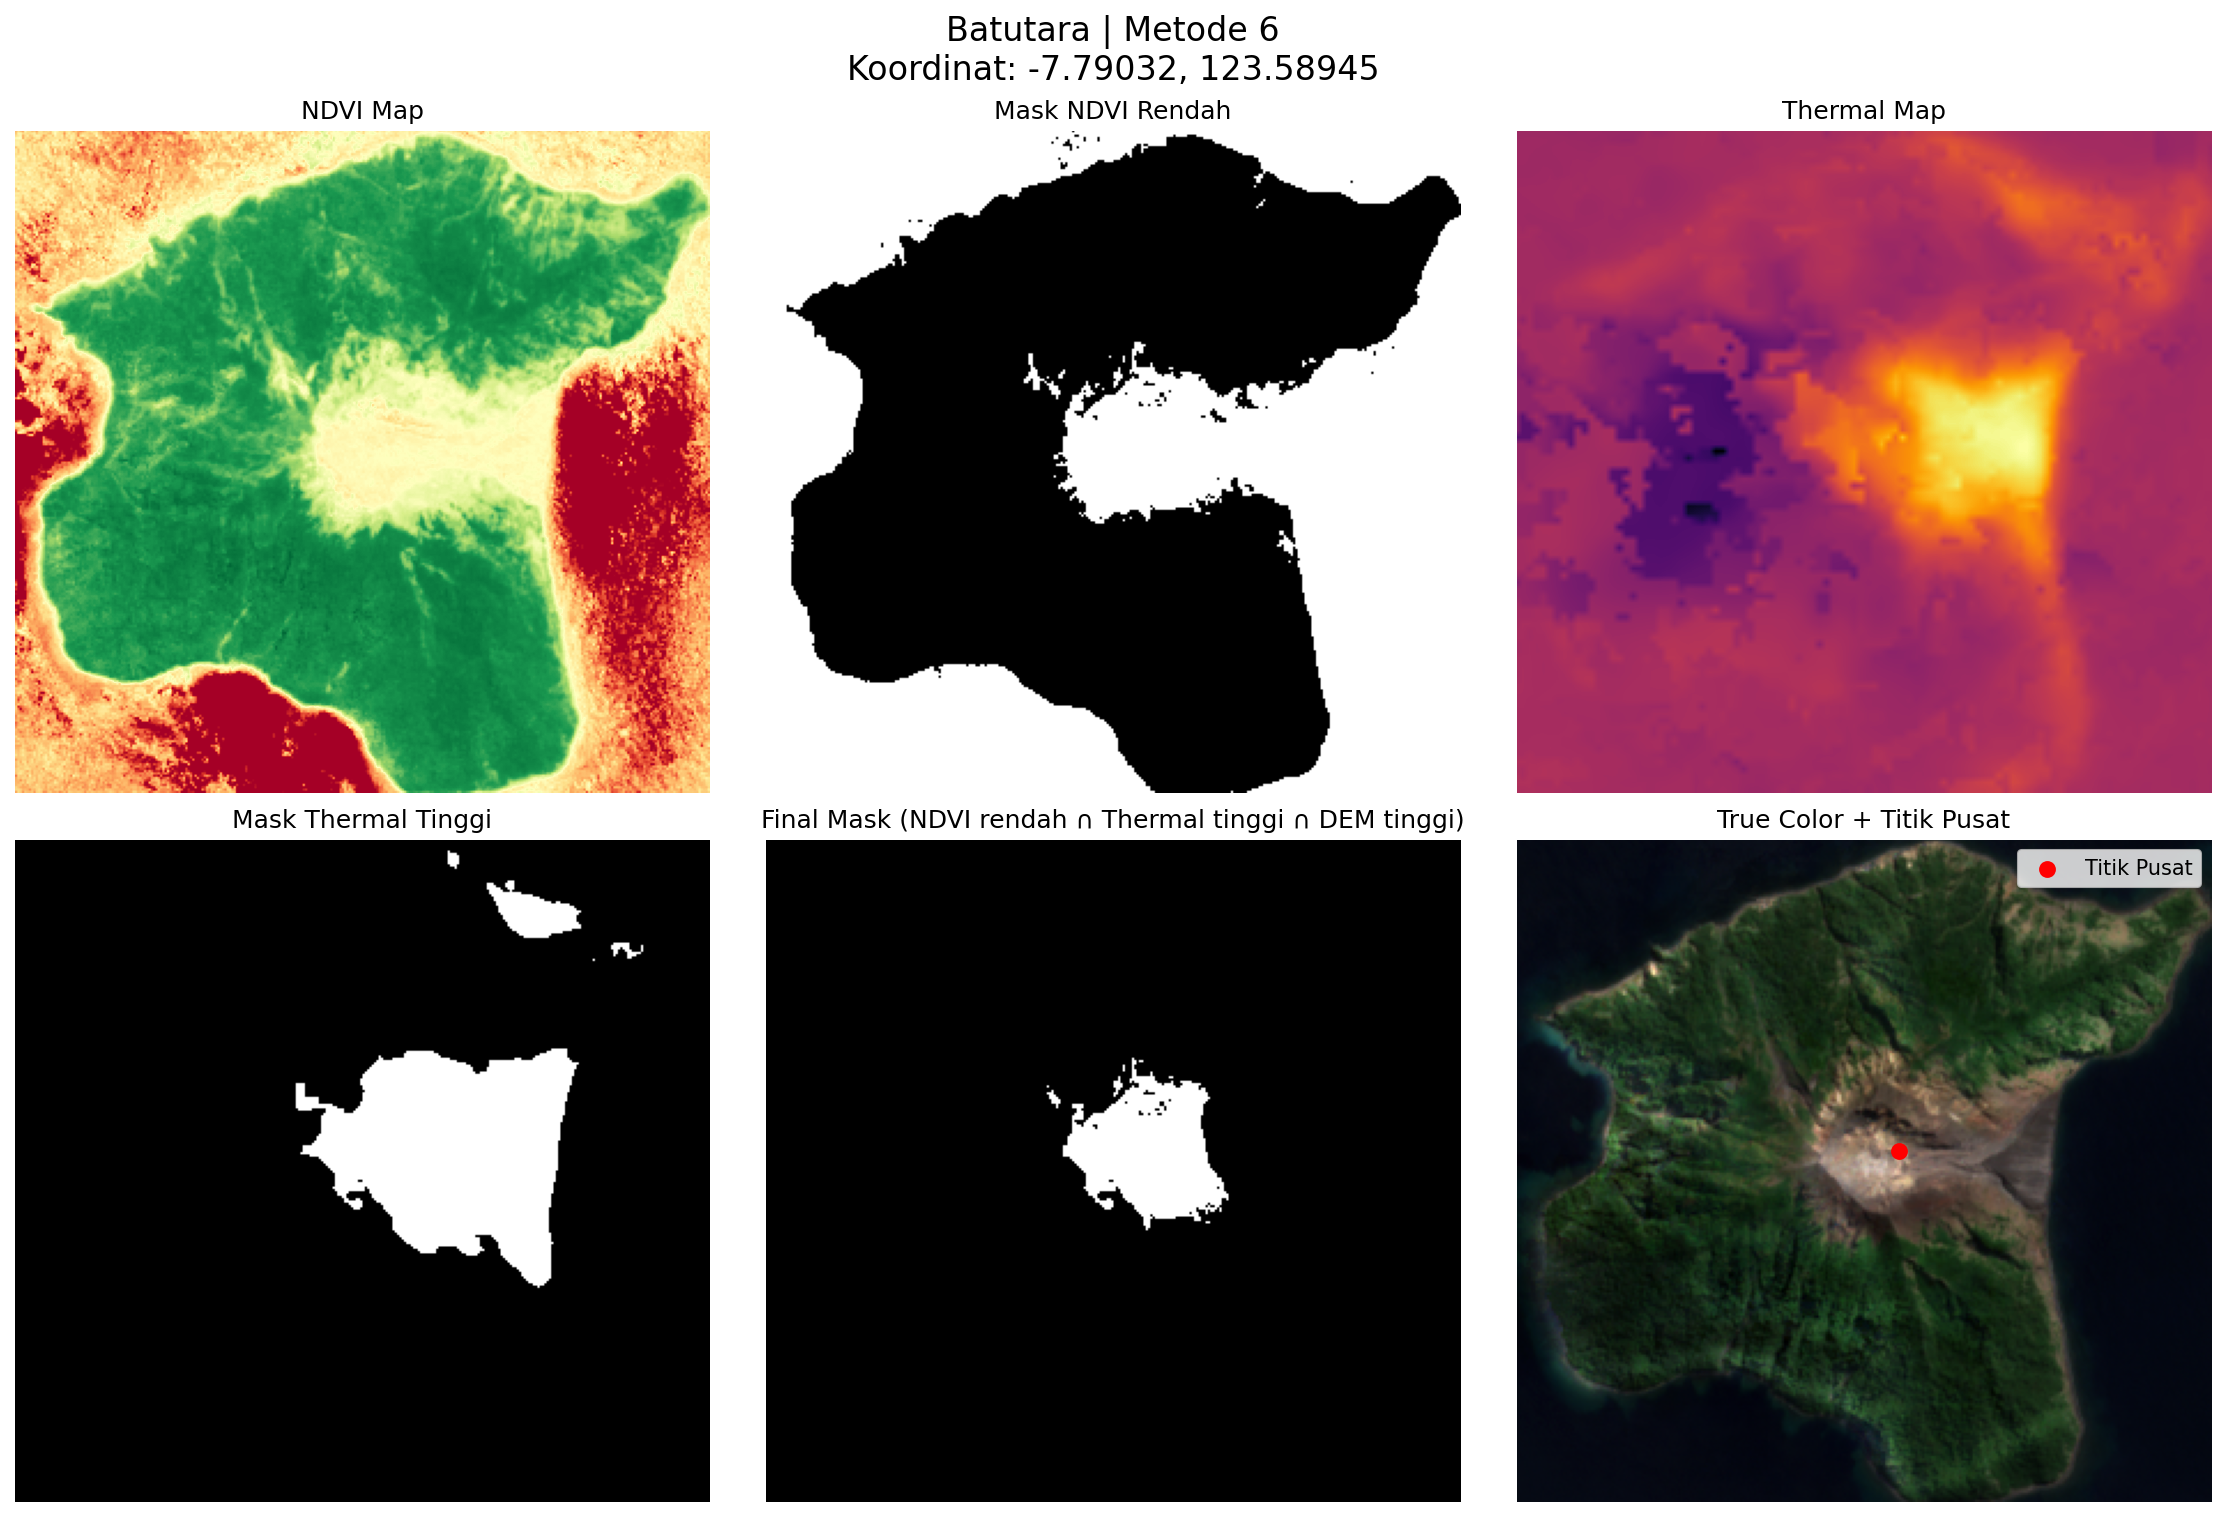 Batutara | Metode 6
Koordinat: -7.79032, 123.58945
NDVI Map
Mask NDVI Rendah
Thermal Map
Mask Thermal Tinggi
Final Mask (NDVI rendah ∩ Thermal tinggi ∩ DEM tinggi)
True Color + Titik Pusat
Titik Pusat